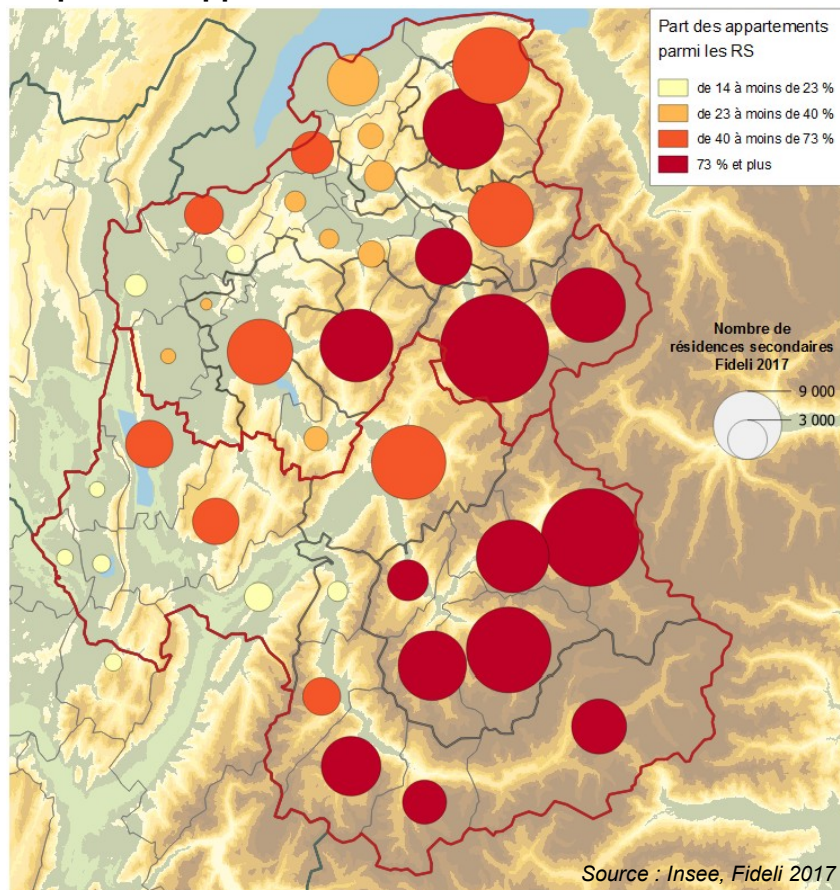 Part des appartements
parmi les RS
de 14 à moins de 23 %
de 23 à moins de 40 %
de 40 à moins de 73 %
73 % et plus
Nombre de
résidences secondaires
Fideli 2017
9 000
3 000
Source : Insee, Fideli 2017